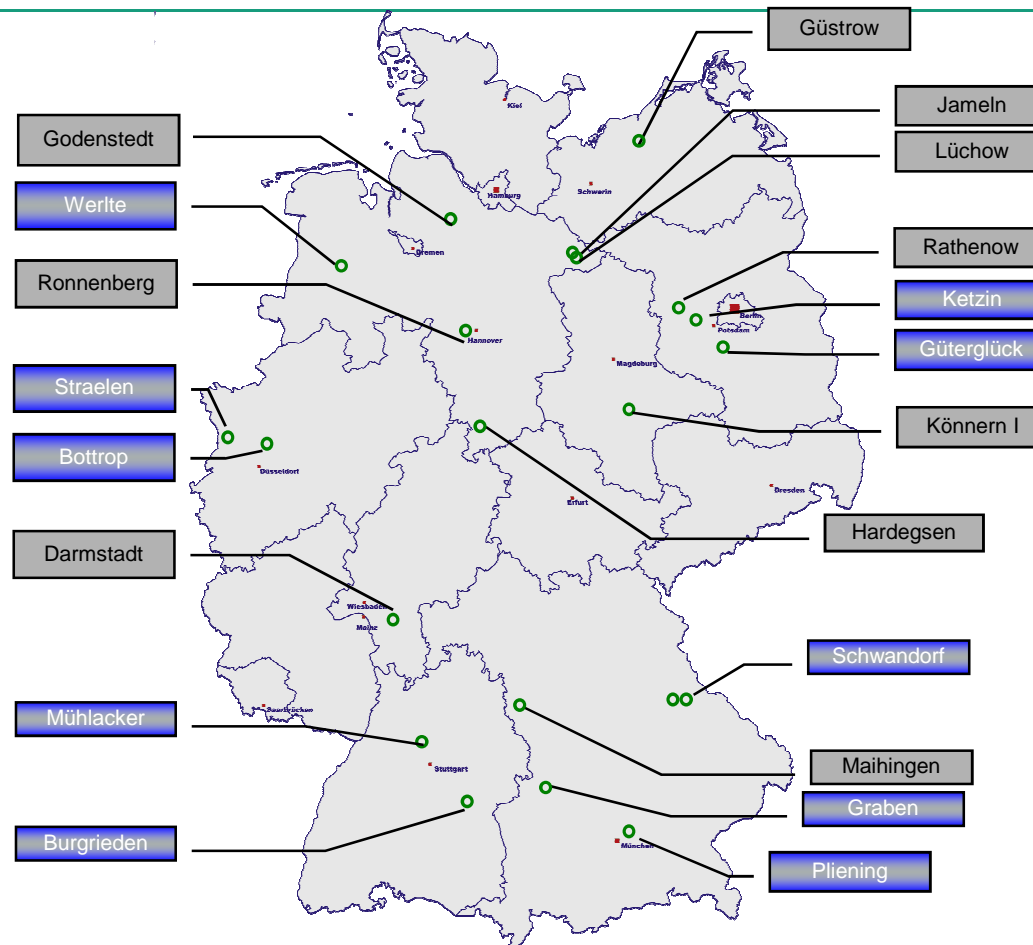 Güstrow
Jameln
Kiel
Godenstedt
Lüchow
Schwerin
Hamburg
Werlte
Bremen
Rathenow
Ronnenberg
Ketzin
Berlin
Potsdam
Hannover
Güterglück
Magdeburg
Straelen
Könnern I
Bottrop
Düsseldorf
Dresden
Erfurt
Hardegsen
Darmstadt
Wiesbaden
Mainz
Schwandorf
Saarbrücken
Mühlacker
Stuttgart
Maihingen
Graben
Burgrieden
München
Pliening